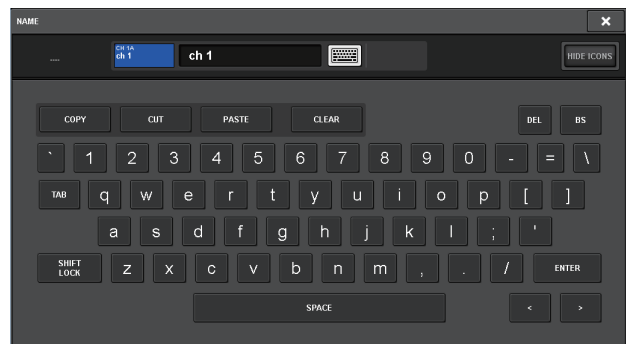 NAME
CH 1A
---- ch 1 ch 1 HIDE ICONS
COPY CUT PASTE CLEAR DEL BS
` 1 2 3 4 5 6 7 8 9 0 - = \
TAB q w e r t y u i o p [ ]
a s d f g h j k l ; '
SHIFT
LOCK z x c v b n m , . / ENTER
SPACE < >